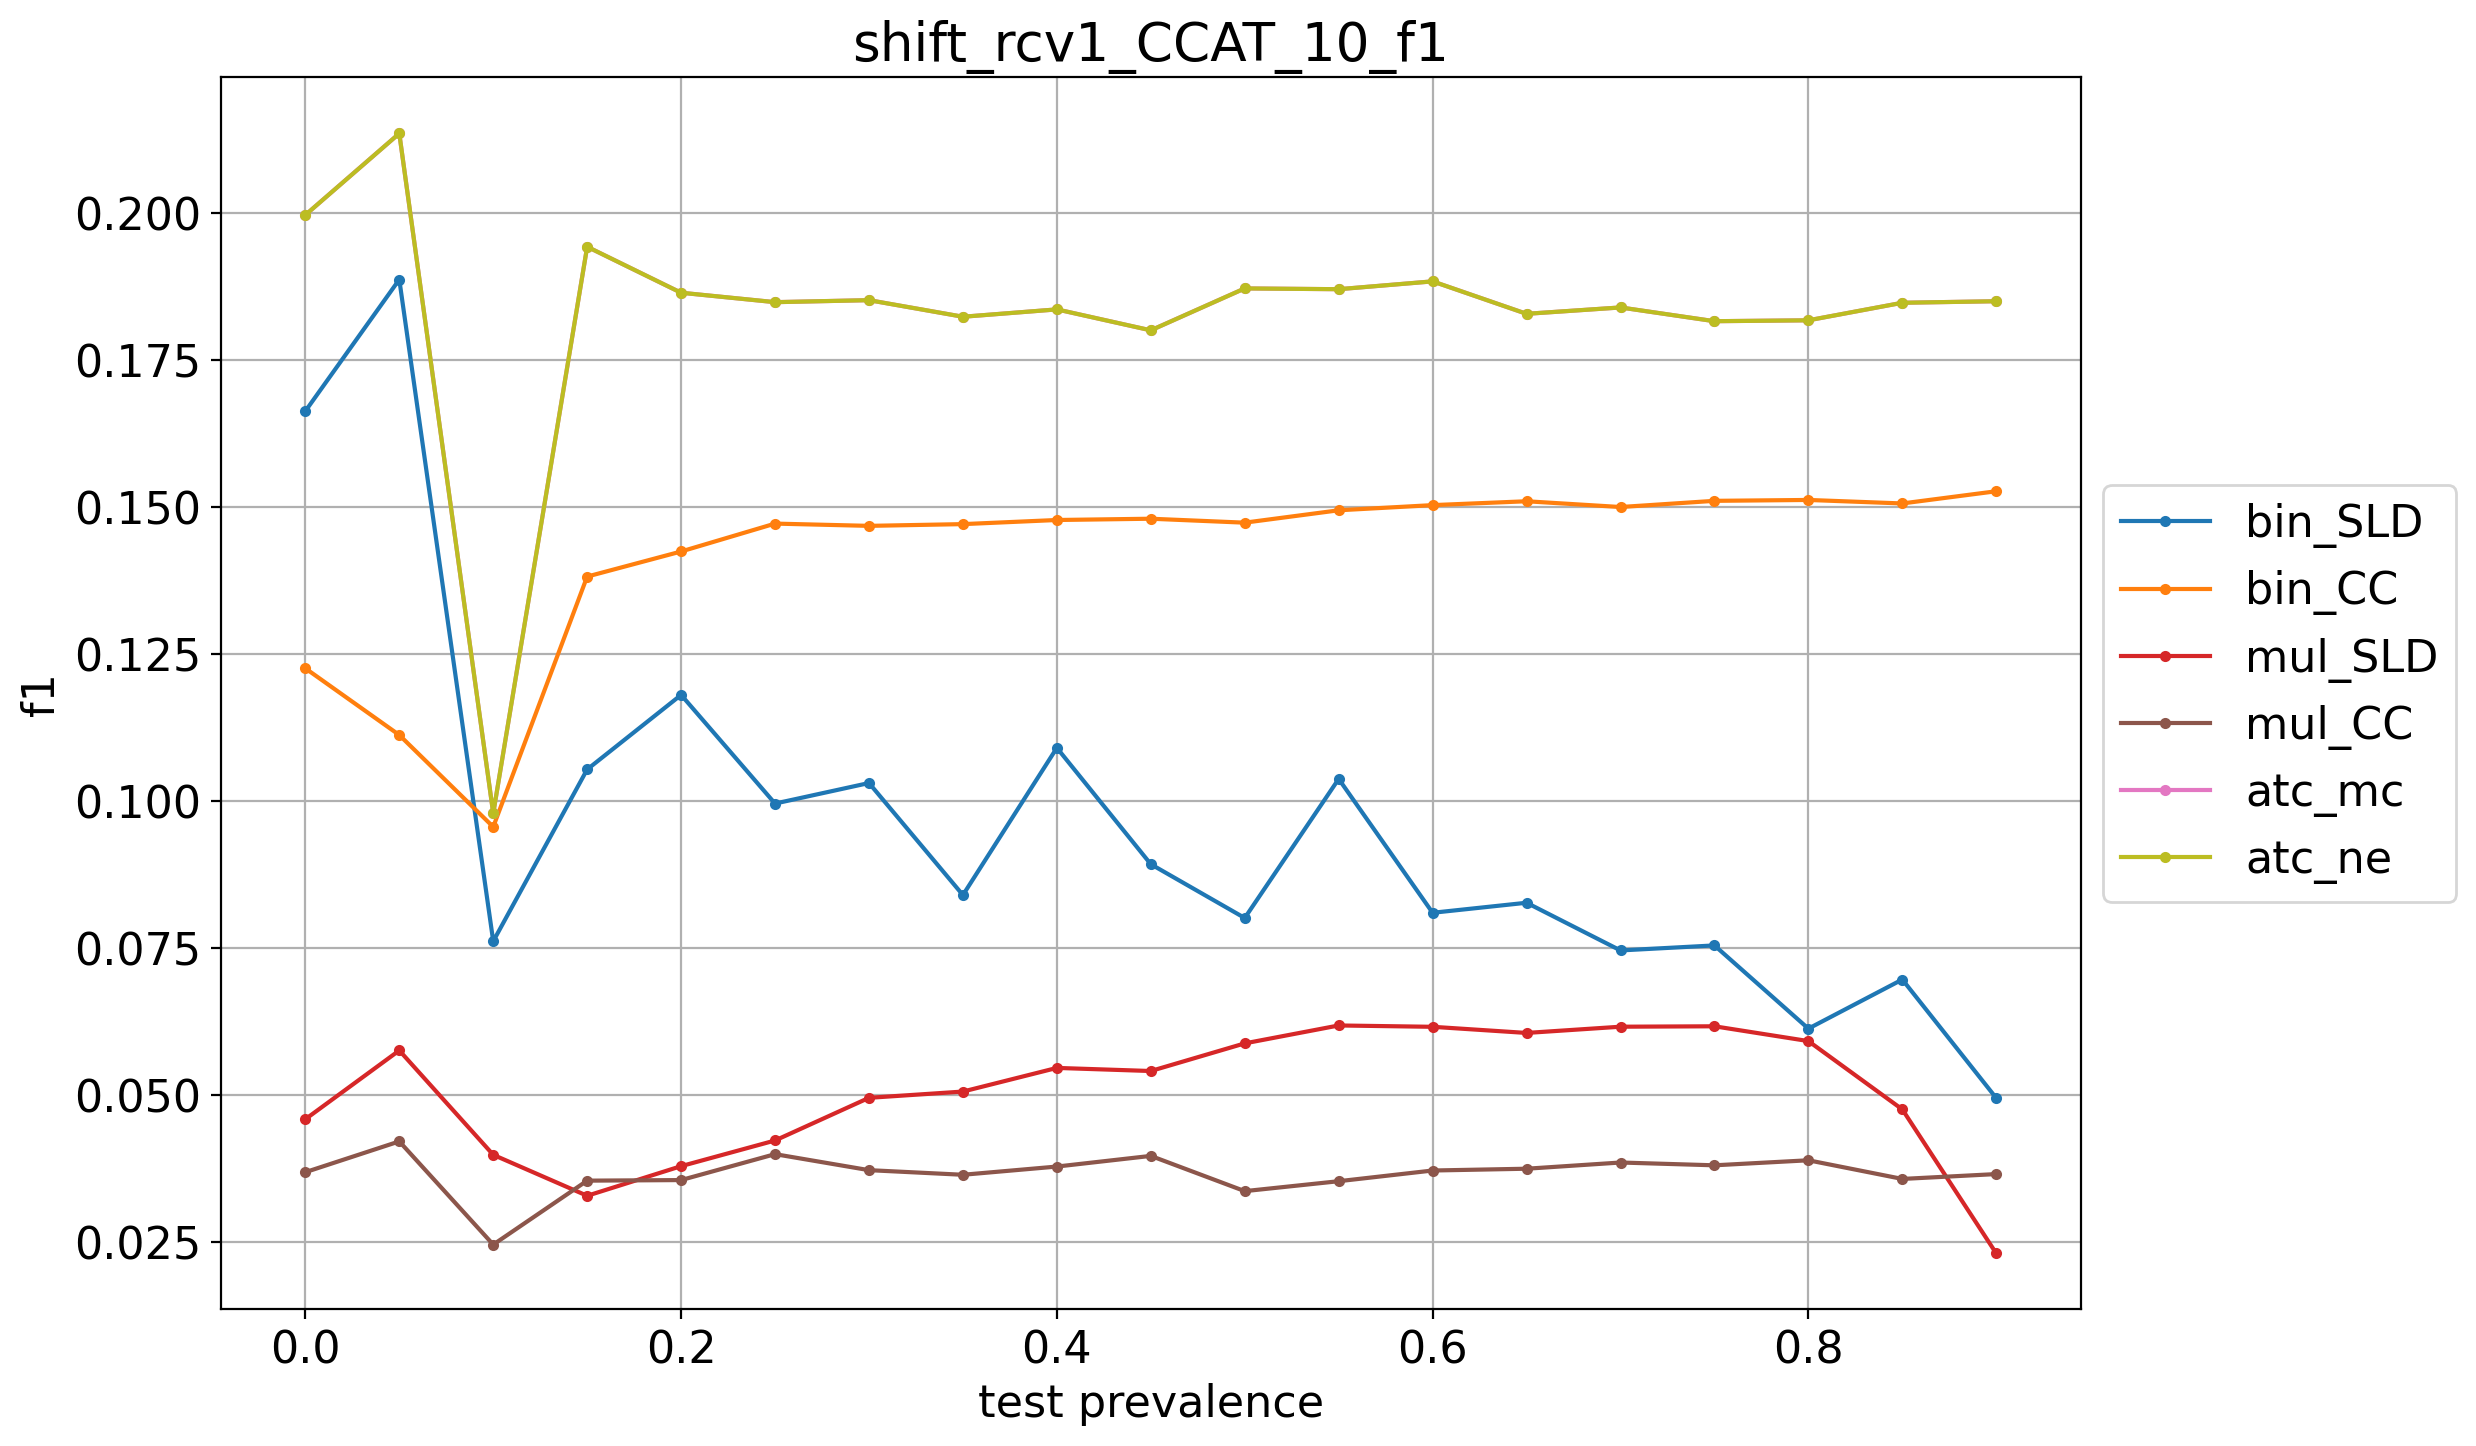 shift_rcv1_CCAT_10_f1
0.200
0.175
0.150
0.125
0.100
0.075
0.050
0.025
f1
0.0 0.2 0.4 0.6 0.8
test prevalence
bin_SLD
bin_CC
mul_SLD
mul_CC
atc_mc
atc_ne